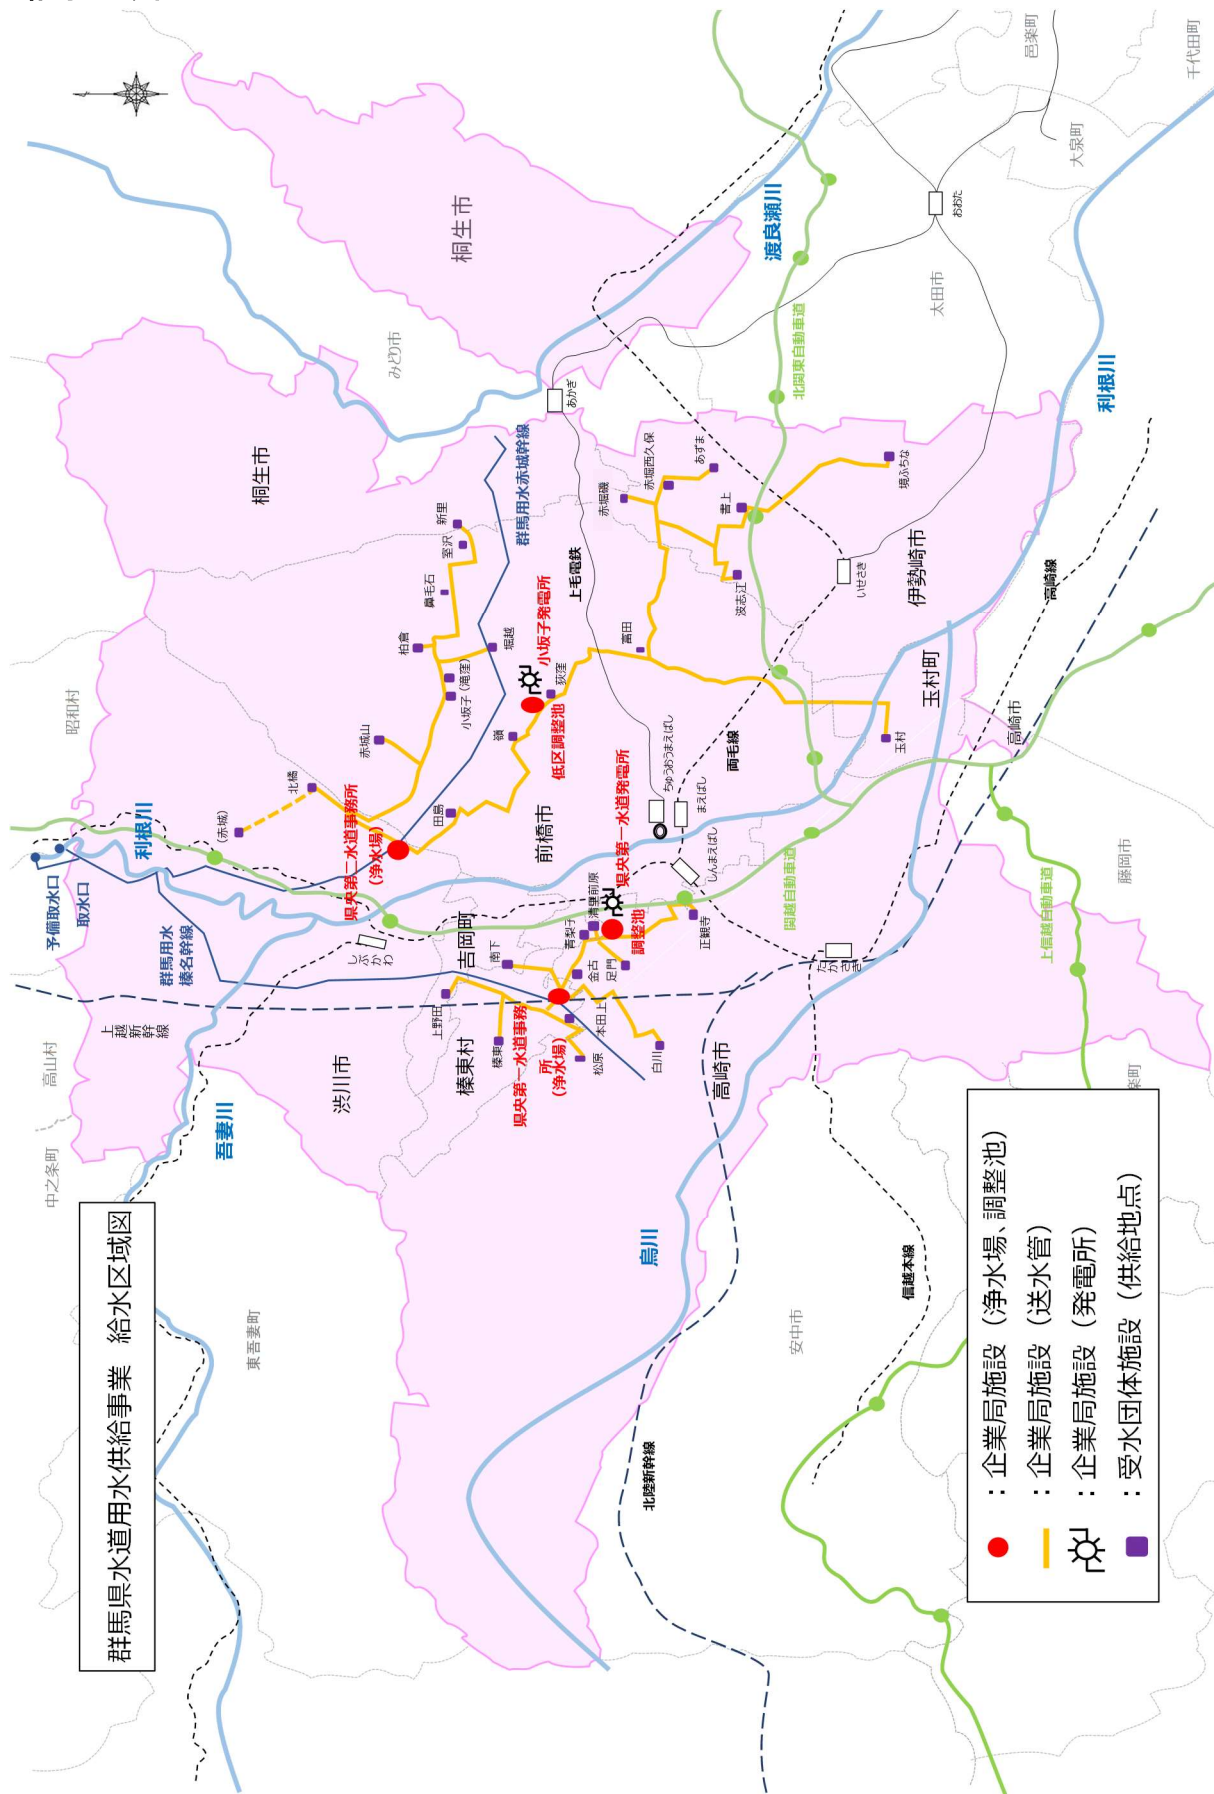 群馬県水道用水供給事業 給水区域図
中之条町
高山村
昭和村
東吾妻町
吾妻川
上越新幹線
予備取水口
取水口
利根川
群馬用水
榛名幹線
(赤城)
北橘
赤城山
県央第二水道事務所
(浄水場)
田島
しぶかわ
渋川市
吉岡町
榛東村
上野田
南下
榛東
県央第一水道事務
所
(浄水場)
松原
本田上
白川
金古
足門
青梨子
清里前原
調整池
県央第一水道発電所
正観寺
前橋市
嶺
低区調整池
荻窪
小坂子発電所
小坂子(滝窪)
柏倉
堀越
鼻毛石
室沢
新里
群馬用水赤城幹線
桐生市
みどり市
桐生市
あかぎ
上毛電鉄
富田
赤堀磯
赤堀西久保
あずま
書上
波志江
境ふちな
いせさき
伊勢崎市
北関東自動車道
渡良瀬川
太田市
おおた
大泉町
邑楽町
千代田町
利根川
高崎線
ちゅうおうまえばし
まえばし
しんまえばし
両毛線
関越自動車道
玉村
玉村町
高崎市
たかさき
高崎市
上信越自動車道
藤岡市
楽町
烏川
北陸新幹線
信越本線
安中市
:企業局施設(浄水場、調整池)
:企業局施設(送水管)
:企業局施設(発電所)
:受水団体施設(供給地点)